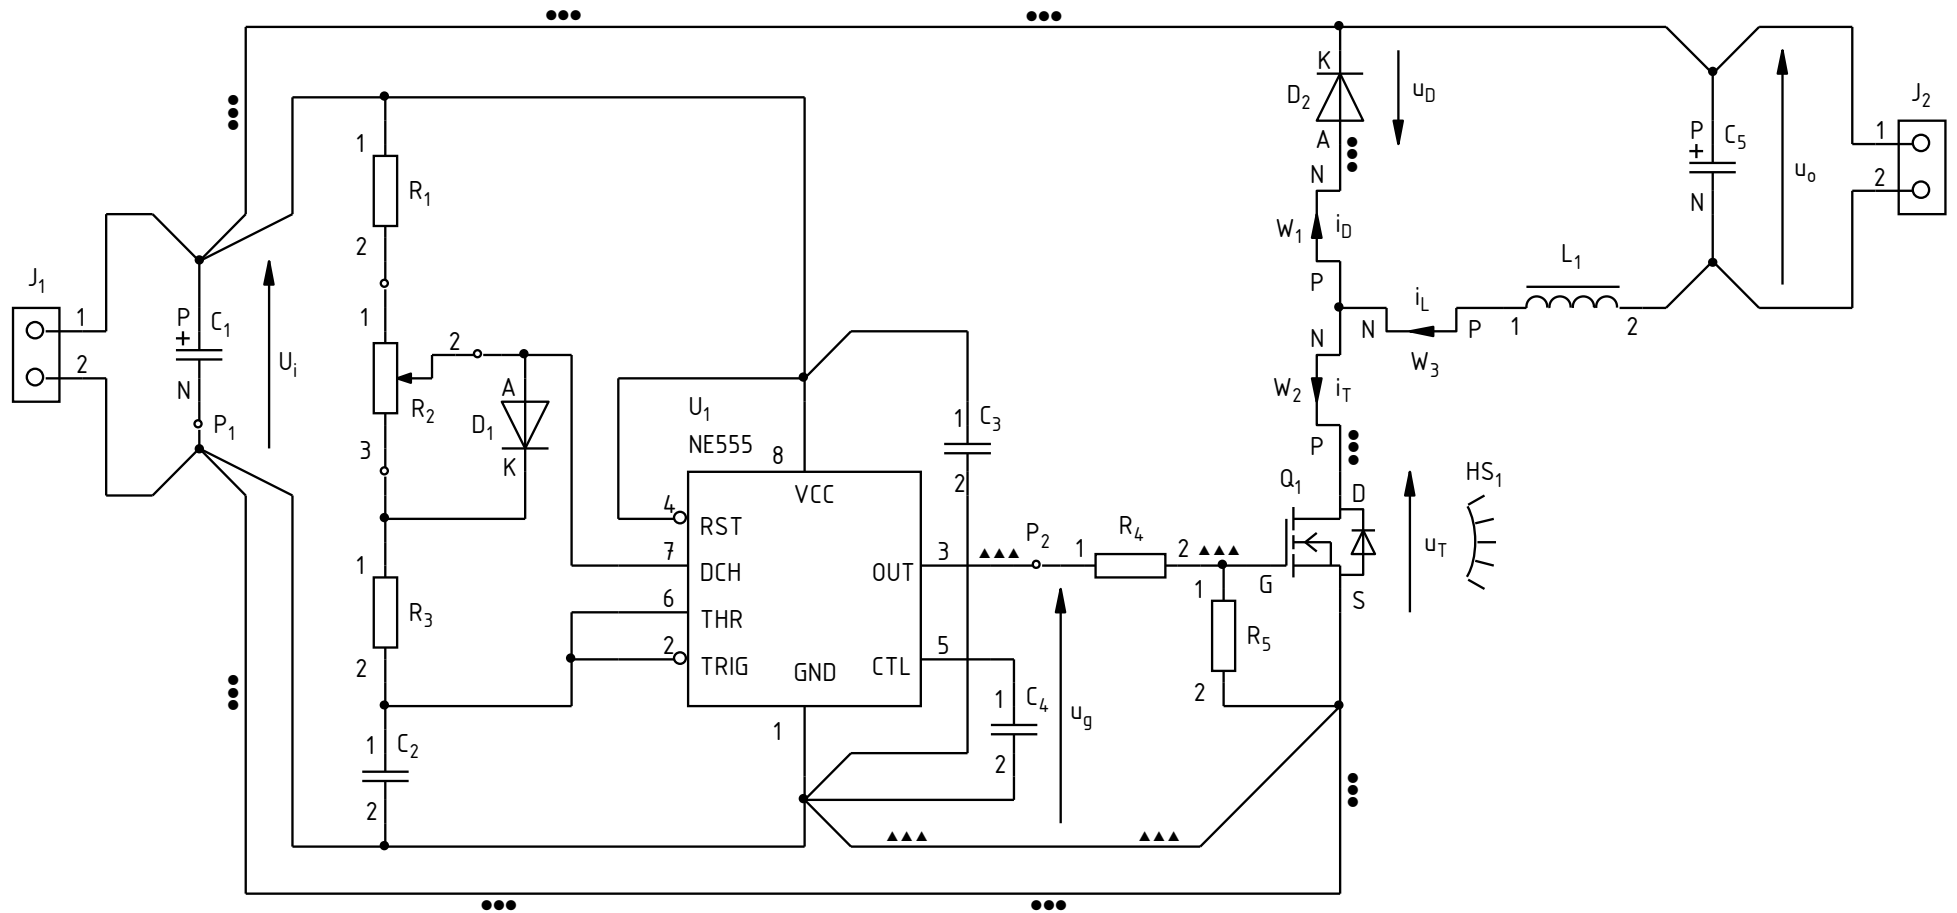 J1
1
2
P
+
C1
N
P1
Ui
1
R1
2
1
R2
3
2
A
D1
K
1
R3
2
1
C2
2
U1
NE555
8
VCC
4
RST
7
DCH
6
THR
2
TRIG
GND
1
OUT
3
CTL
5
1
C3
2
1
C4
2
P2
ug
1
R4
2
1
R5
2
G
Q1
D
S
uT
HS1
K
D2
A
uD
N
W1
iD
P
N
W2
iT
P
iL
N
P
W3
L1
1
2
P
+
C5
N
uo
J2
1
2